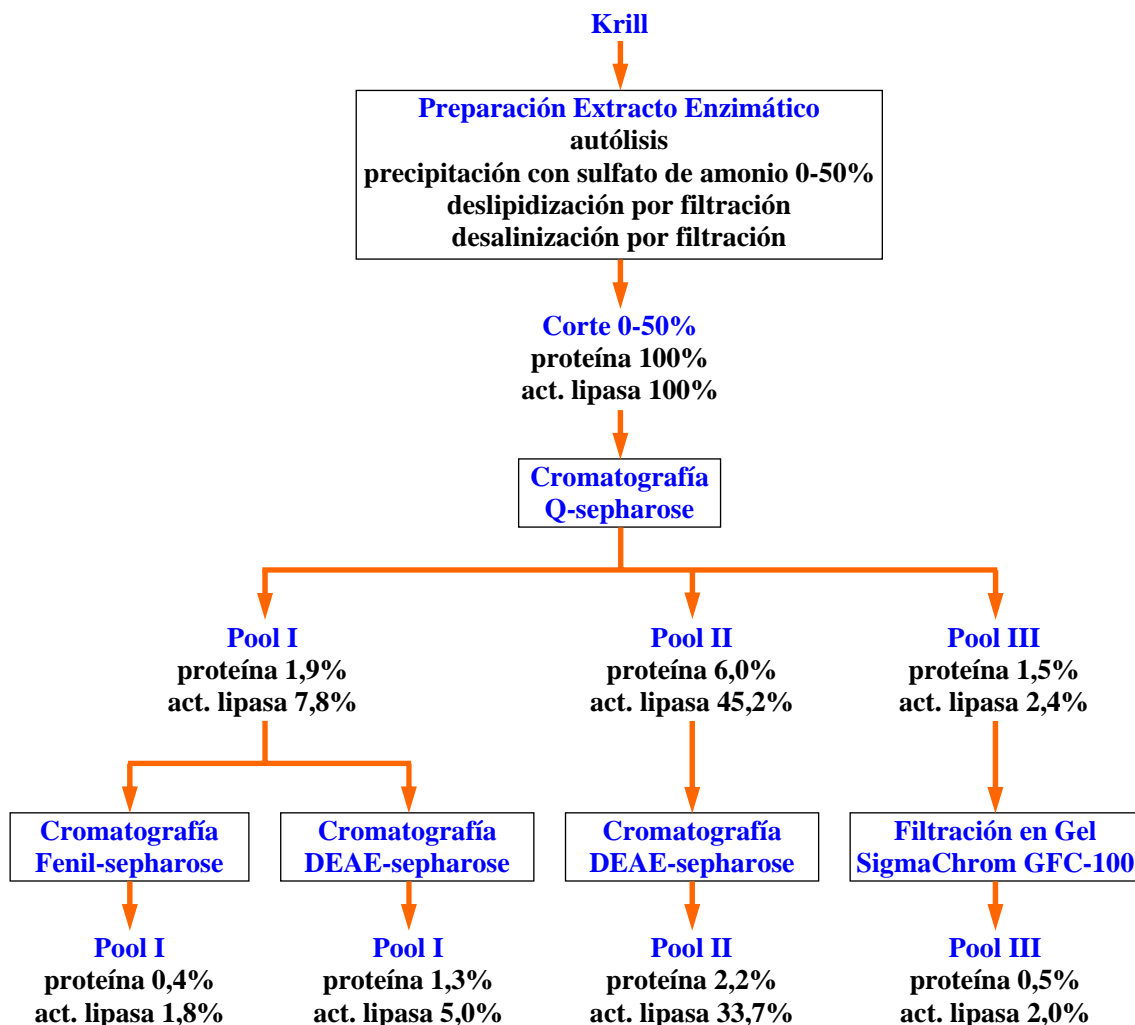 Krill
Preparación Extracto Enzimático
autólisis
precipitación con sulfato de amonio 0-50%
deslipidización por filtración
desalinización por filtración
Corte 0-50%
proteína 100%
act. lipasa 100%
Cromatografía
Q-sepharose
Pool I
proteína 1,9%
act. lipasa 7,8%
Pool II
proteína 6,0%
act. lipasa 45,2%
Pool III
proteína 1,5%
act. lipasa 2,4%
Cromatografía
Fenil-sepharose
Cromatografía
DEAE-sepharose
Cromatografía
DEAE-sepharose
Filtración en Gel
SigmaChrom GFC-100
Pool I
proteína 0,4%
act. lipasa 1,8%
Pool I
proteína 1,3%
act. lipasa 5,0%
Pool II
proteína 2,2%
act. lipasa 33,7%
Pool III
proteína 0,5%
act. lipasa 2,0%